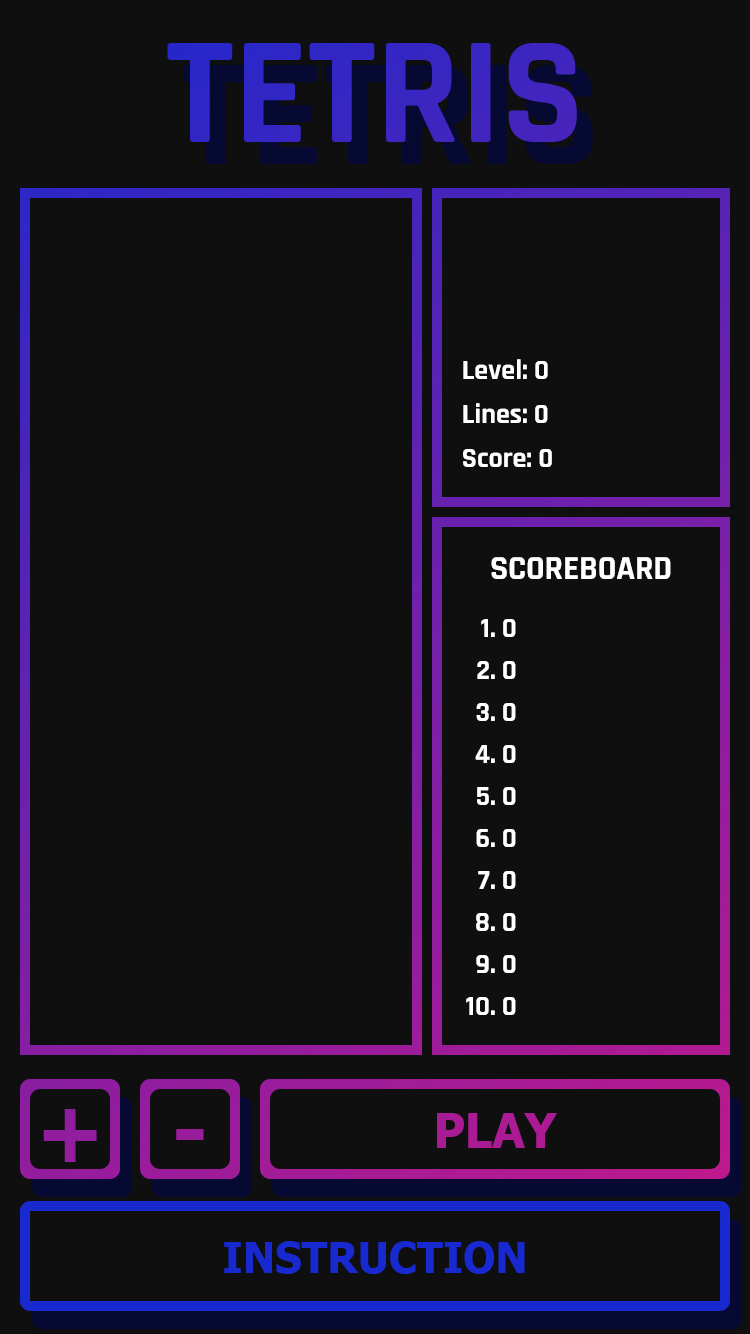 TETRIS
Level: 0
Lines: 0
Score: 0
SCOREBOARD
1. 0
2. 0
3. 0
4. 0
5. 0
6. 0
7. 0
8. 0
9. 0
10. 0
+ - PLAY
INSTRUCTION